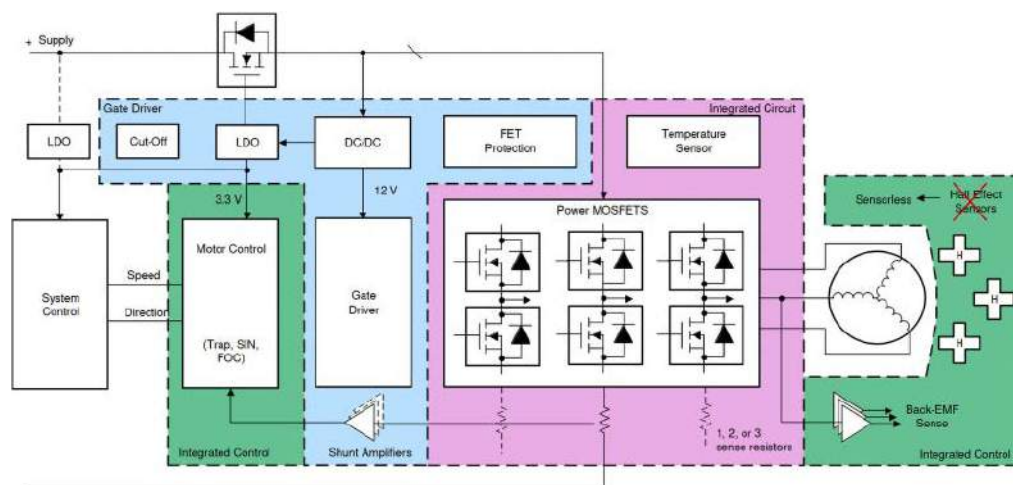 + Supply
Gate Driver
Integrated Circuit
LDO
Cut-Off
LDO
DC/DC
FET
Protection
Temperature
Sensor
3.3 V
12 V
Power MOSFETS
Sensorless
Hall Effect
Sensors
System
Control
Speed
Direction
Motor Control
(Trap, SIN,
FOC)
Gate
Driver
H
H
H
1, 2, or 3
sense resistors
Back-EMF
Sense
Integrated Control
Shunt Amplifiers
Integrated Control